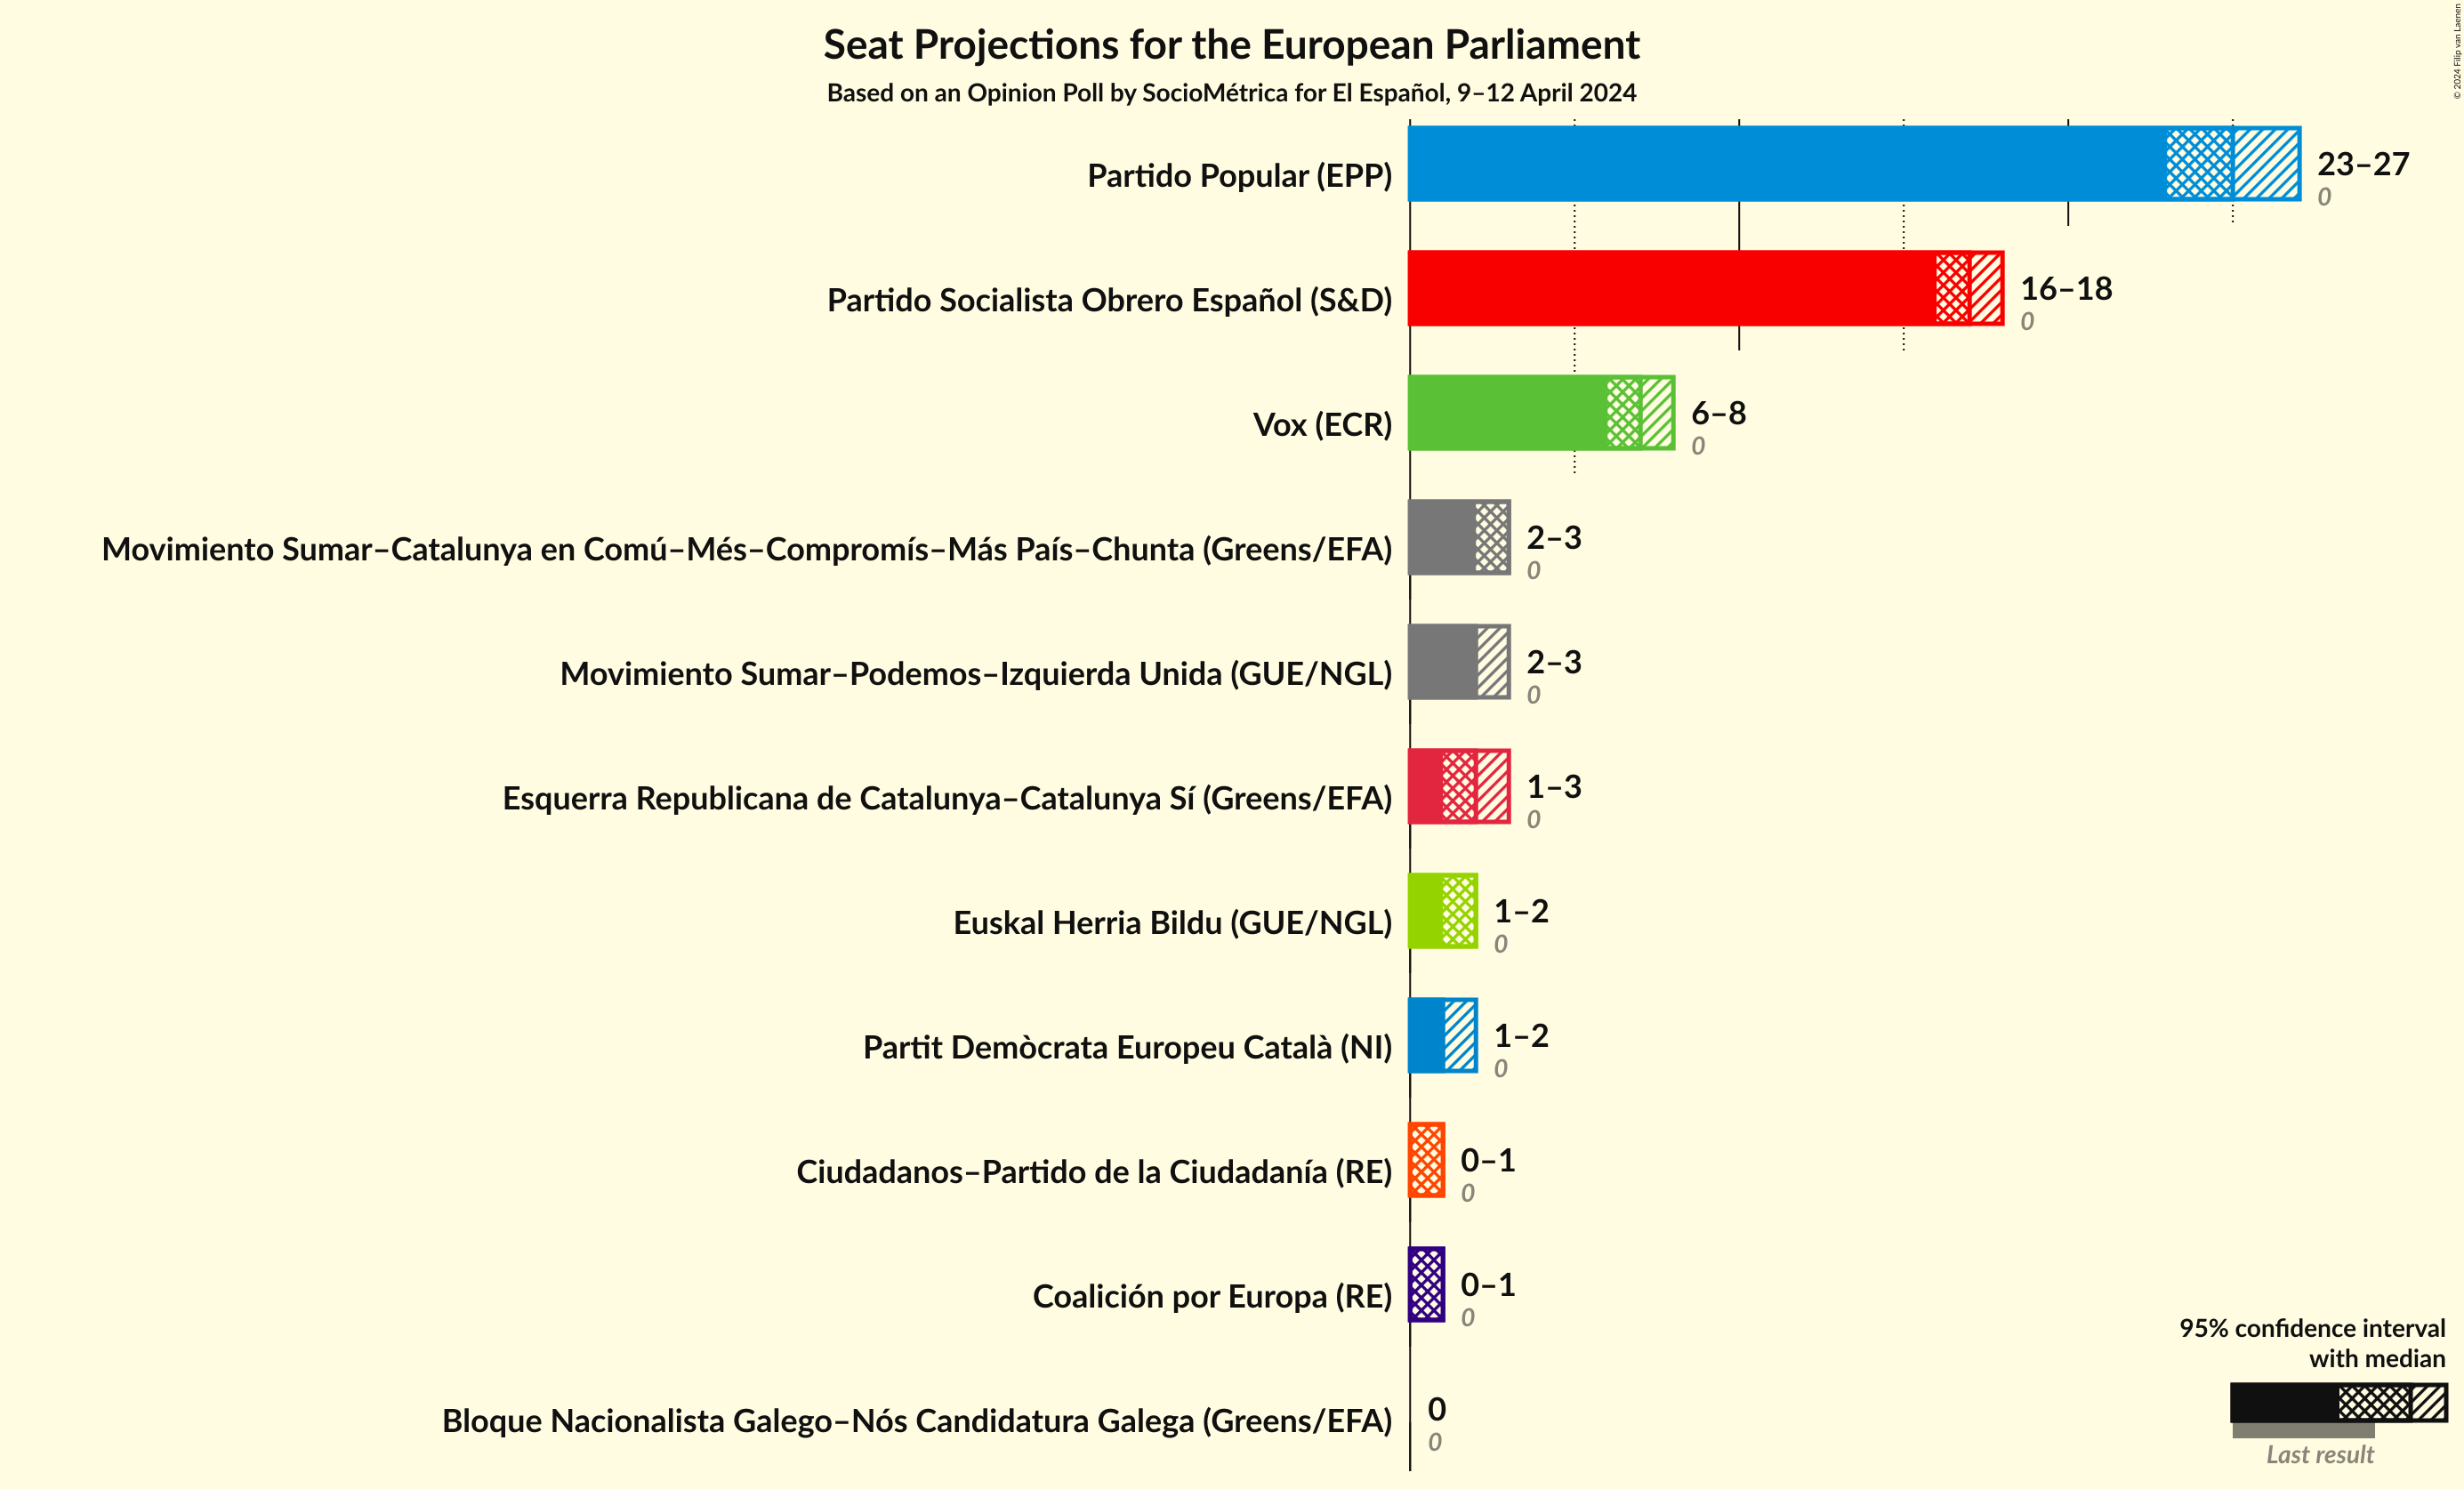 © 2024 Filip van Laenen
Seat Projections for the European Parliament
Based on an Opinion Poll by SocioMétrica for El Español, 9–12 April 2024
Partido Popular (EPP)
23–27
0
Partido Socialista Obrero Español (S&D)
16–18
0
Vox (ECR)
6–8
0
Movimiento Sumar–Catalunya en Comú–Més–Compromís–Más País–Chunta (Greens/EFA)
2–3
0
Movimiento Sumar–Podemos–Izquierda Unida (GUE/NGL)
2–3
0
Esquerra Republicana de Catalunya–Catalunya Sí (Greens/EFA)
1–3
0
Euskal Herria Bildu (GUE/NGL)
1–2
0
Partit Demòcrata Europeu Català (NI)
1–2
0
Ciudadanos–Partido de la Ciudadanía (RE)
0–1
0
Coalición por Europa (RE)
0–1
0
Bloque Nacionalista Galego–Nós Candidatura Galega (Greens/EFA)
0
0
95% confidence interval
with median
Last result